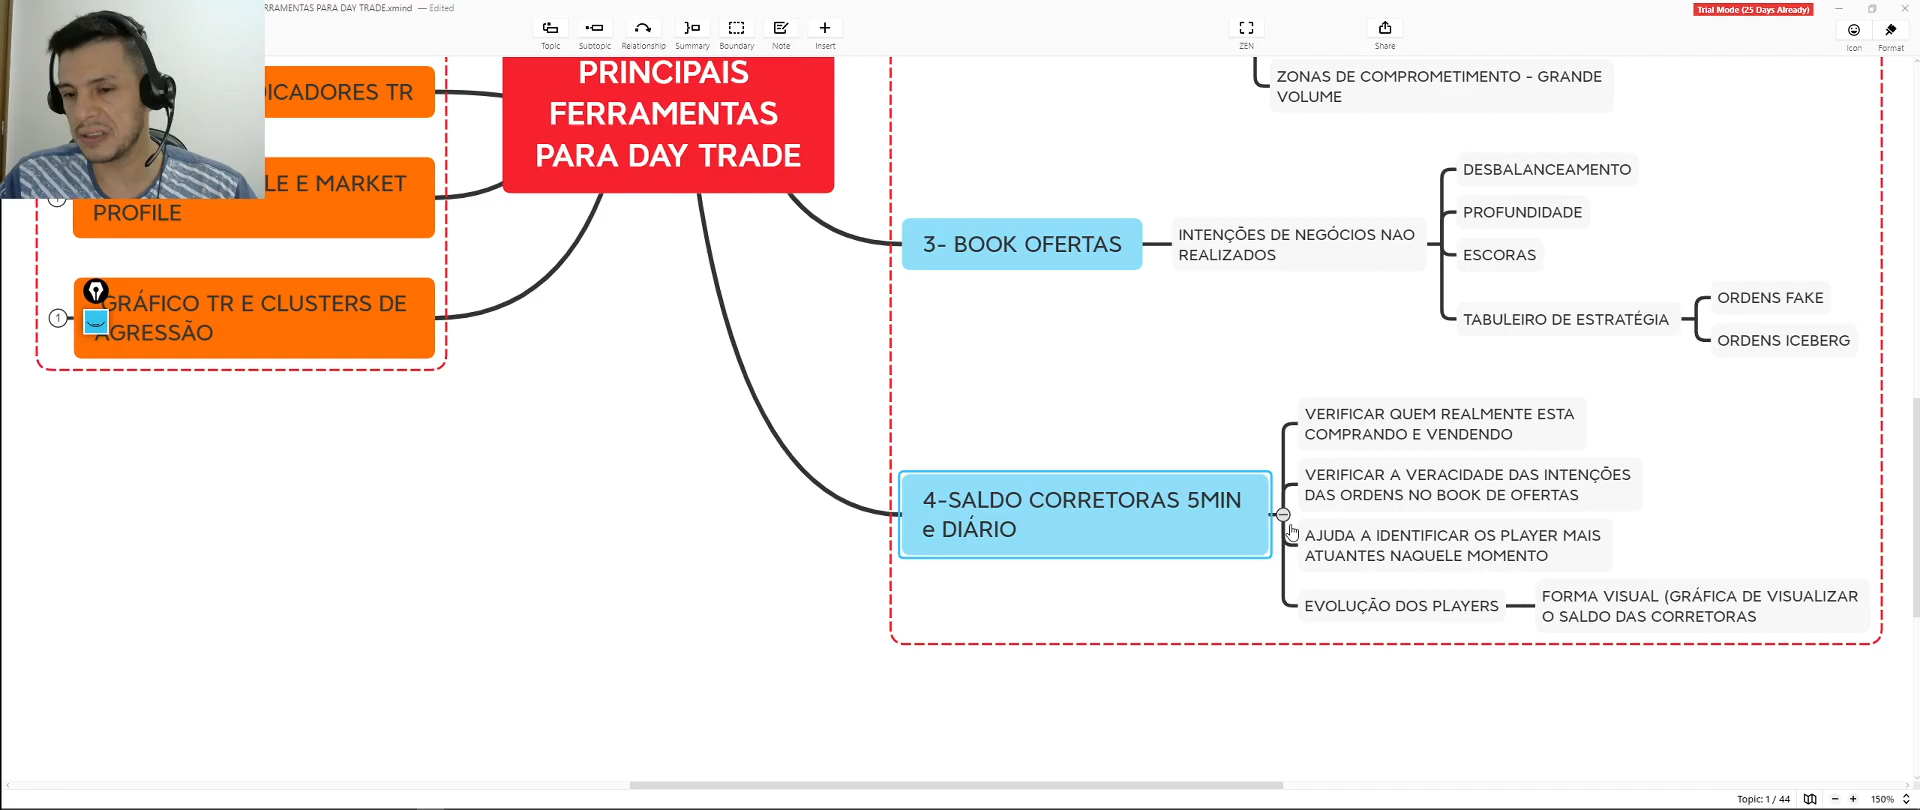 RRAMENTAS PARA DAY TRADE.xmind — Edited
Trial Mode (25 Days Already)
Topic
Subtopic
Relationship
Summary
Boundary
Note
Insert
ZEN
Share
Icon
Format
DICADORES TR
LE E MARKET
PROFILE
1
GRÁFICO TR E CLUSTERS DE
AGRESSÃO
PRINCIPAIS
FERRAMENTAS
PARA DAY TRADE
ZONAS DE COMPROMETIMENTO - GRANDE
VOLUME
3- BOOK OFERTAS
INTENÇÕES DE NEGÓCIOS NAO
REALIZADOS
DESBALANCEAMENTO
PROFUNDIDADE
ESCORAS
TABULEIRO DE ESTRATÉGIA
ORDENS FAKE
ORDENS ICEBERG
4-SALDO CORRETORAS 5MIN
e DIÁRIO
VERIFICAR QUEM REALMENTE ESTA
COMPRANDO E VENDENDO
VERIFICAR A VERACIDADE DAS INTENÇÕES
DAS ORDENS NO BOOK DE OFERTAS
AJUDA A IDENTIFICAR OS PLAYER MAIS
ATUANTES NAQUELE MOMENTO
EVOLUÇÃO DOS PLAYERS
FORMA VISUAL (GRÁFICA DE VISUALIZAR
O SALDO DAS CORRETORAS
Topic: 1 / 44
150%